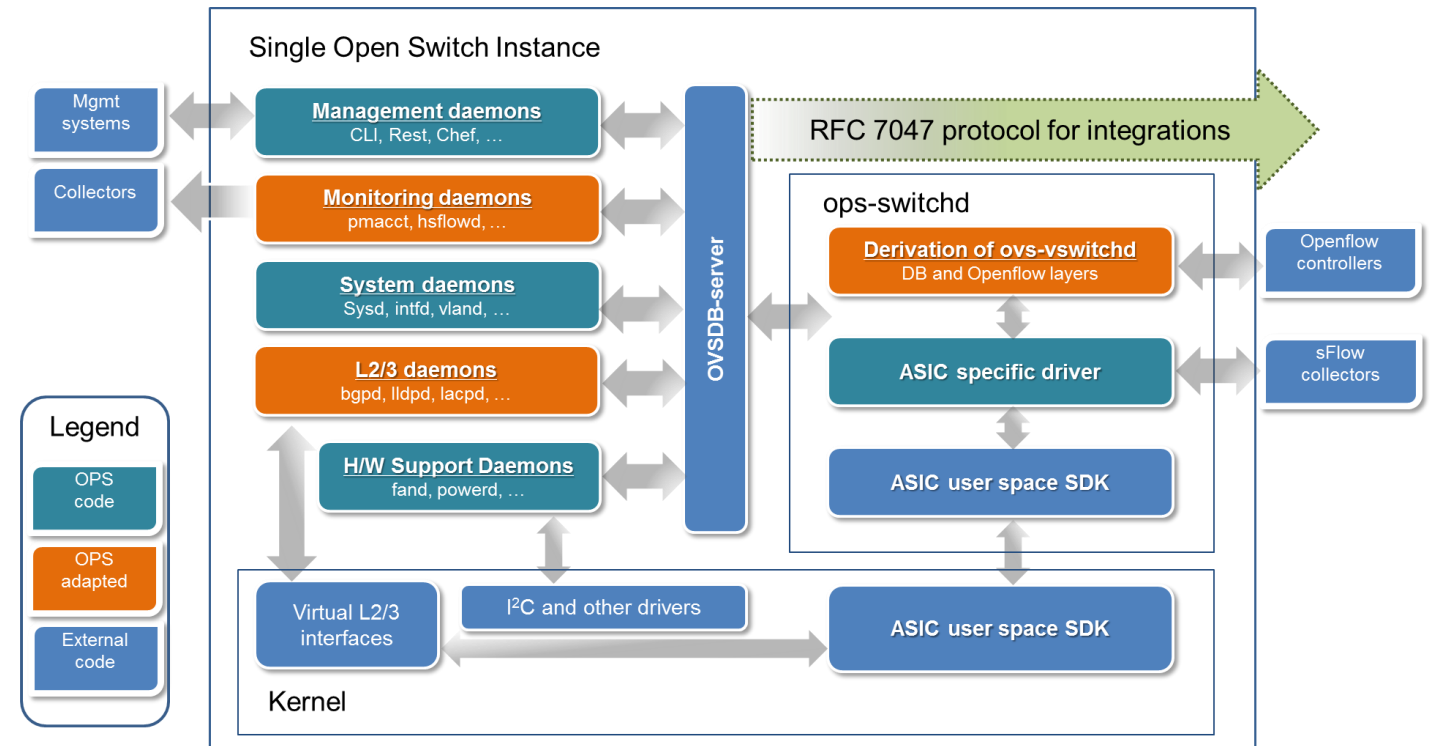 Single Open Switch Instance
Mgmt
systems
Management daemons
CLI, Rest, Chef, …
RFC 7047 protocol for integrations
Collectors
Monitoring daemons
pmacct, hsflowd, …
OVSDB-server
ops-switchd
Derivation of ovs-vswitchd
DB and Openflow layers
Openflow
controllers
System daemons
Sysd, intfd, vland, …
L2/3 daemons
bgpd, lldpd, lacpd, …
ASIC specific driver
sFlow
collectors
H/W Support Daemons
fand, powerd, …
ASIC user space SDK
Legend
OPS
code
OPS
adapted
External
code
Virtual L2/3
interfaces
I²C and other drivers
ASIC user space SDK
Kernel